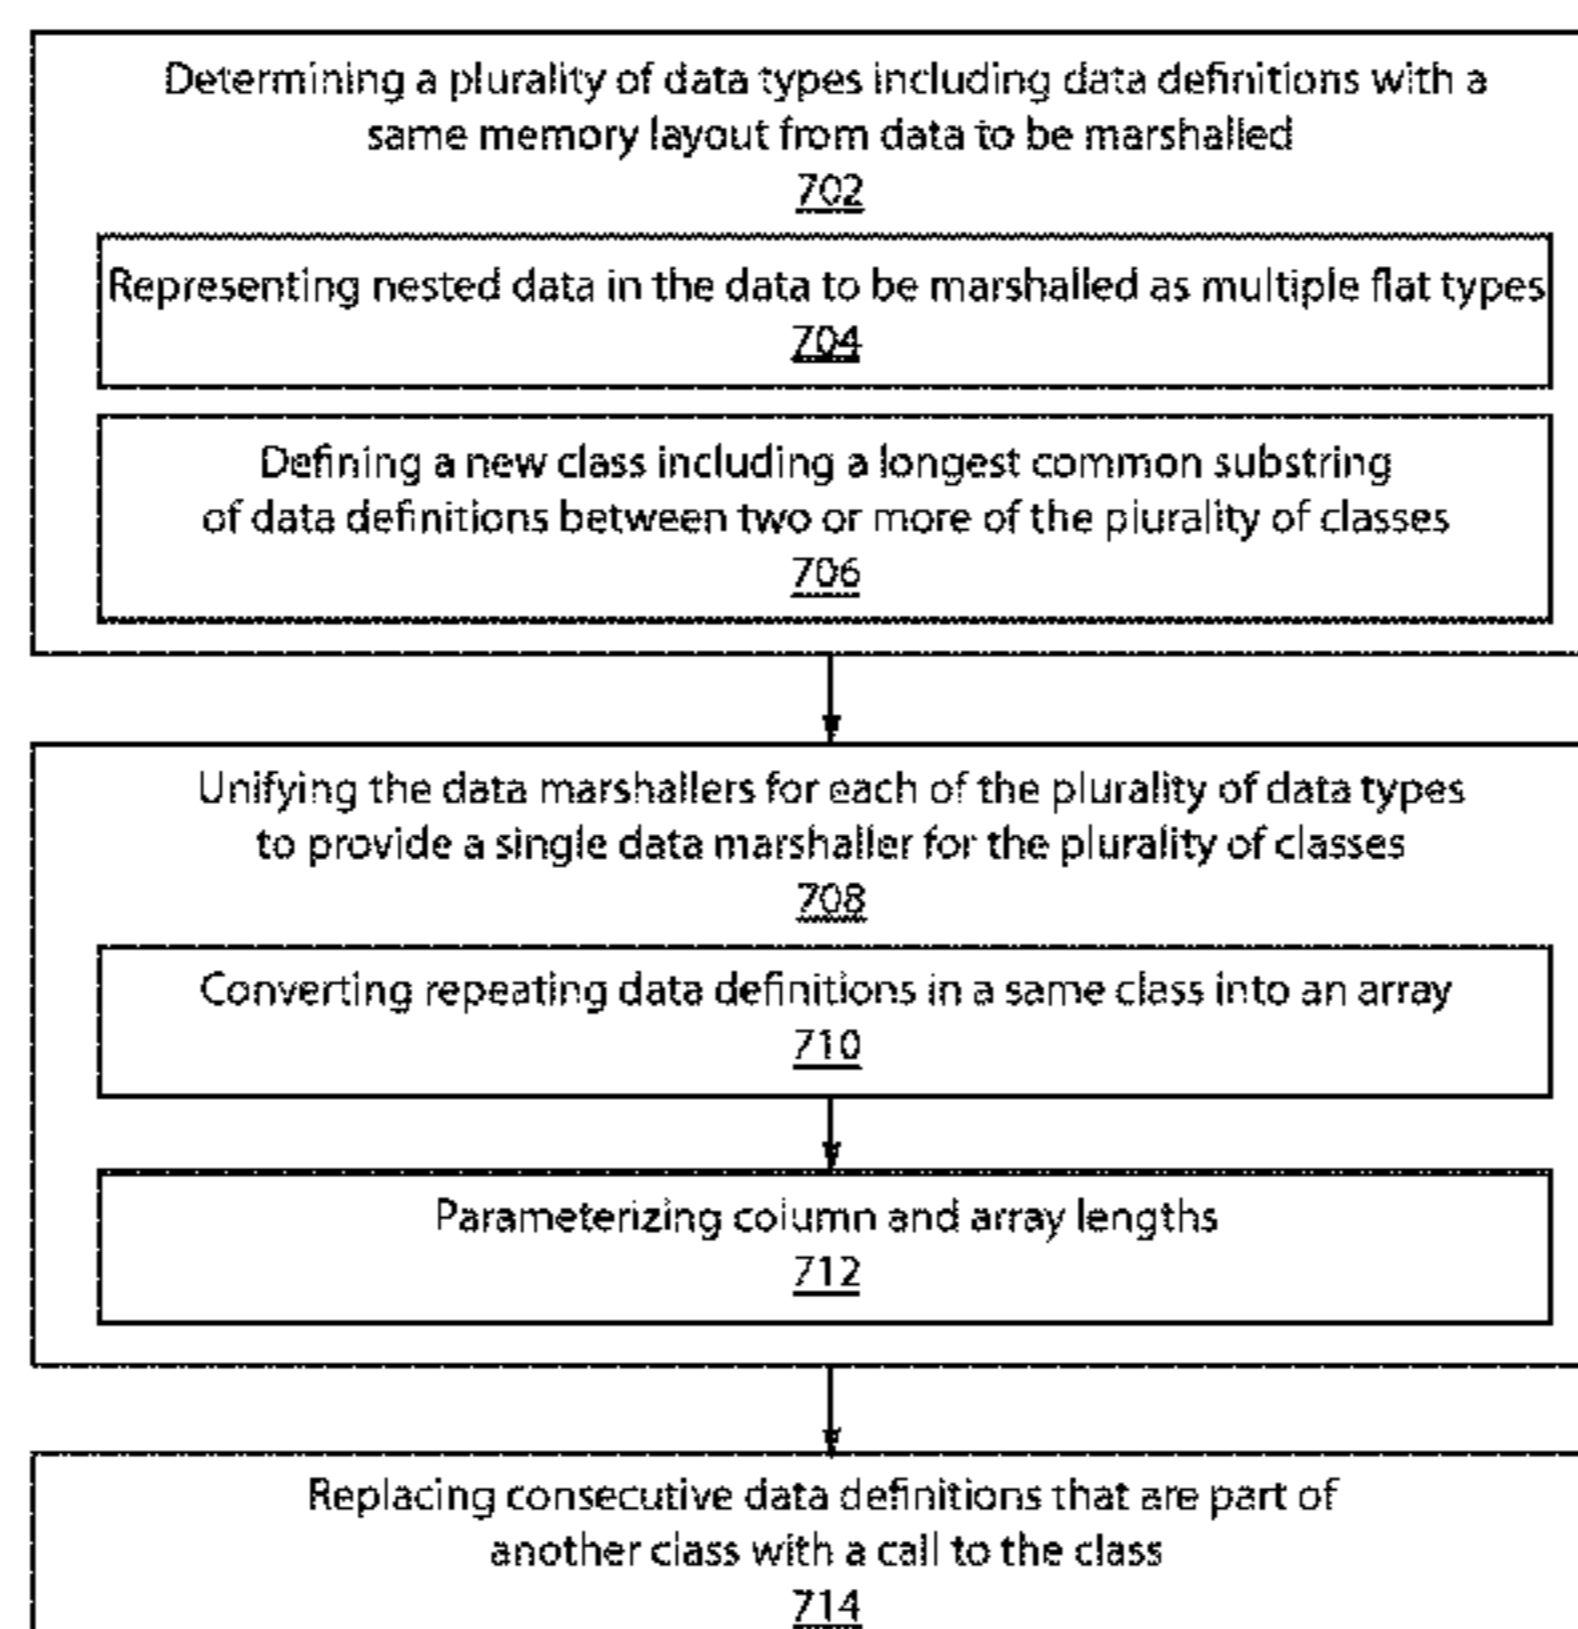 Determining a plurality of data types including data definitions with a
same memory layout from data to be marshalled
702
Representing nested data in the data to be marshalled as multiple flat types
704
Defining a new class including a longest common substring
of data definitions between two or more of the plurality of classes
706
Unifying the data marshallers for each of the plurality of data types
to provide a single data marshaller for the plurality of classes
708
Converting repeating data definitions in a same class into an array
710
Parameterizing column and array lengths
712
Replacing consecutive data definitions that are part of
another class with a call to the class
714